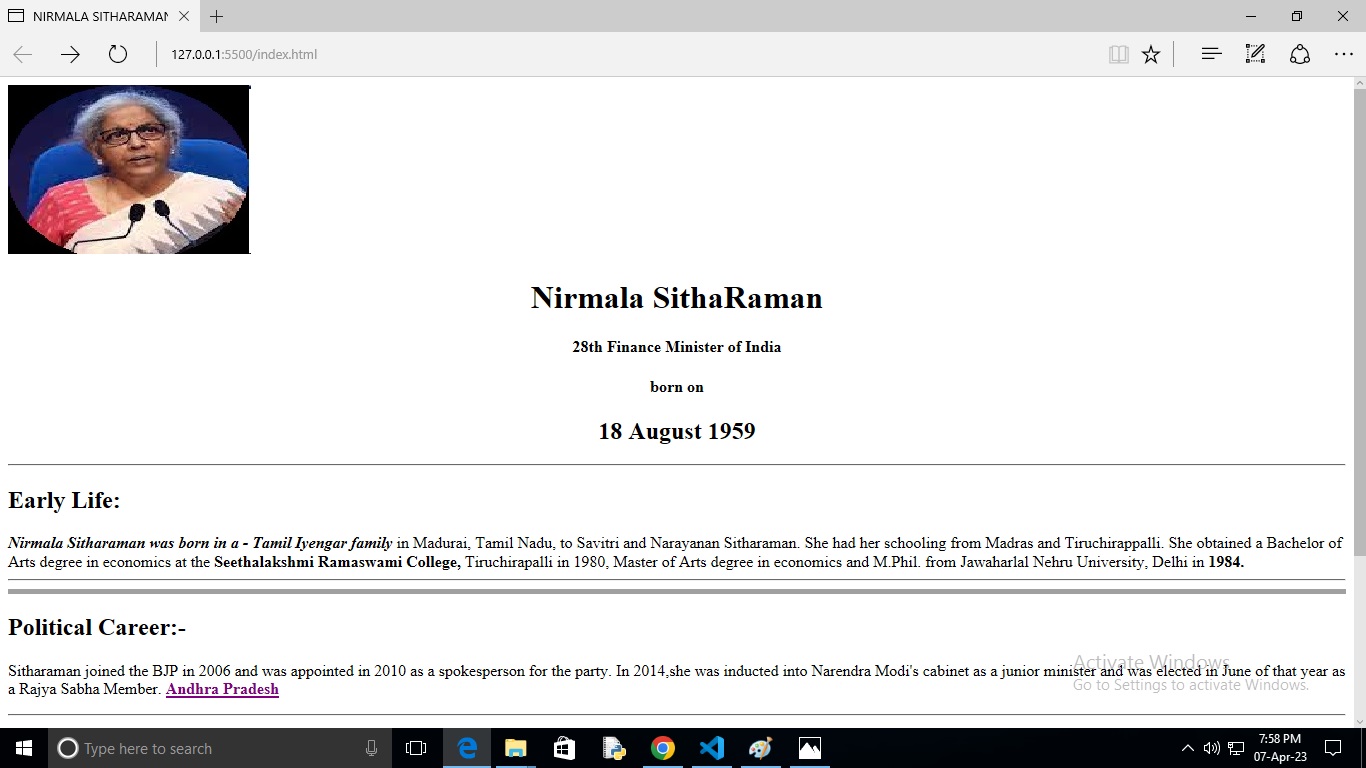 NIRMALA SITHARAMAN
127.0.0.1:5500/index.html
Nirmala SithaRaman
28th Finance Minister of India
born on
18 August 1959
Early Life:
Nirmala Sitharaman was born in a - Tamil Iyengar family in Madurai, Tamil Nadu, to Savitri and Narayanan Sitharaman. She had her schooling from Madras and Tiruchirappalli. She obtained a Bachelor of
Arts degree in economics at the Seethalakshmi Ramaswami College, Tiruchirapalli in 1980, Master of Arts degree in economics and M.Phil. from Jawaharlal Nehru University, Delhi in 1984.
Political Career:-
Sitharaman joined the BJP in 2006 and was appointed in 2010 as a spokesperson for the party. In 2014,she was inducted into Narendra Modi's cabinet as a junior minister and was elected in June of that year as
a Rajya Sabha Member. Andhra Pradesh
Activate Windows
Go to Settings to activate Windows.
Type here to search
7:58 PM
07-Apr-23